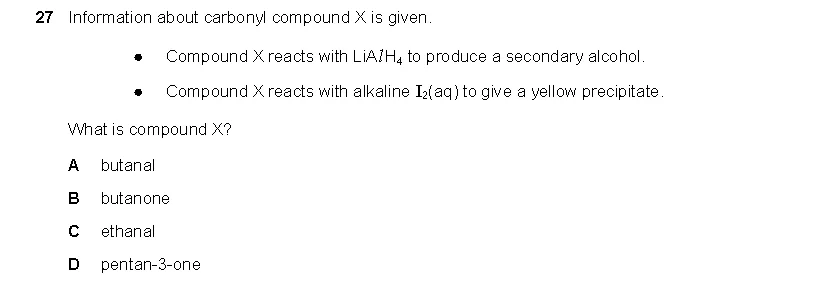 27 Information about carbonyl compound X is given.
● Compound X reacts with LiAlH₄ to produce a secondary alcohol.
● Compound X reacts with alkaline I₂(aq) to give a yellow precipitate.
What is compound X?
A butanal
B butanone
C ethanal
D pentan-3-one